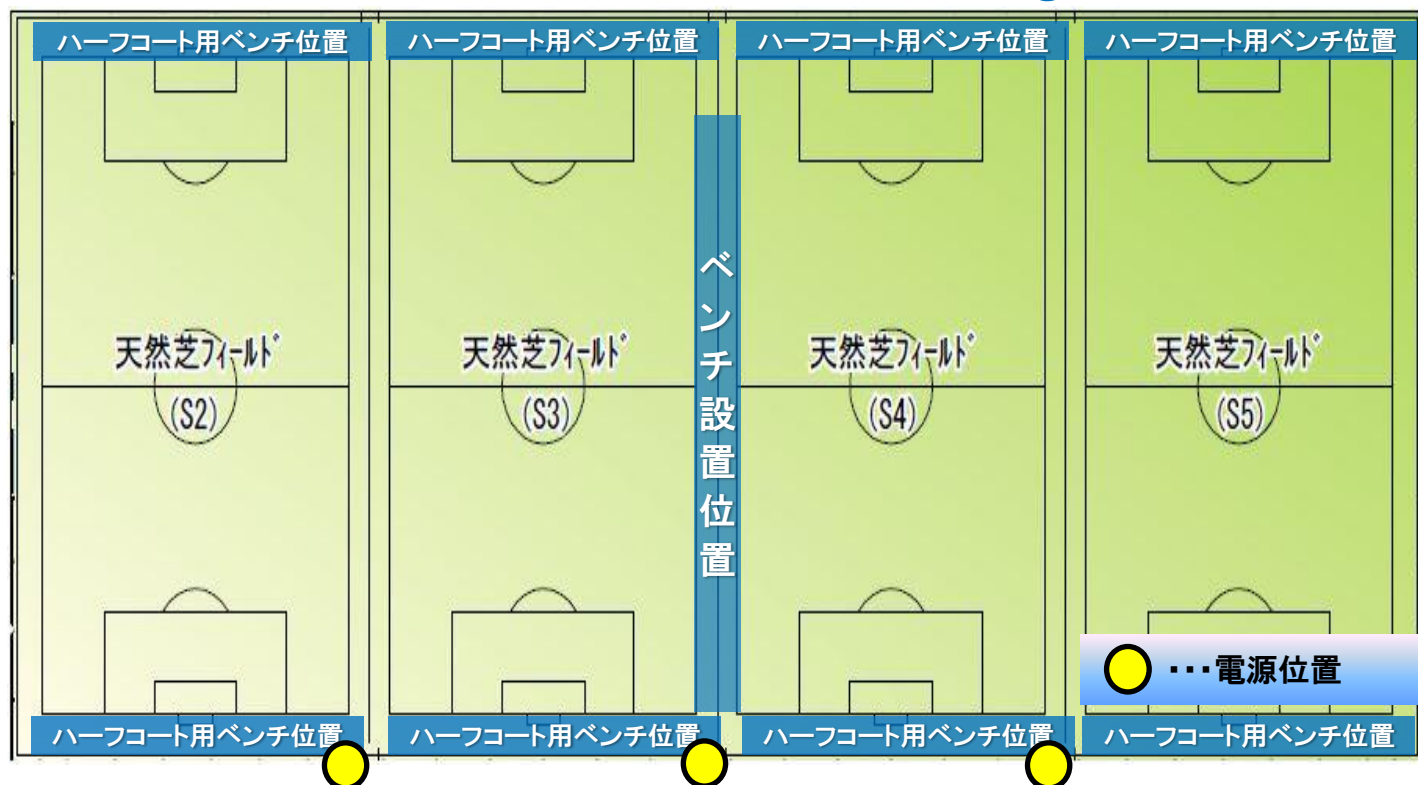 ハーフコート用ベンチ位置
ハーフコート用ベンチ位置
ハーフコート用ベンチ位置
ハーフコート用ベンチ位置
ベンチ設置位置
天然芝ﾌｨｰﾙﾄﾞ
(S2)
天然芝ﾌｨｰﾙﾄﾞ
(S3)
天然芝ﾌｨｰﾙﾄﾞ
(S4)
天然芝ﾌｨｰﾙﾄﾞ
(S5)
・・・電源位置
ハーフコート用ベンチ位置
ハーフコート用ベンチ位置
ハーフコート用ベンチ位置
ハーフコート用ベンチ位置